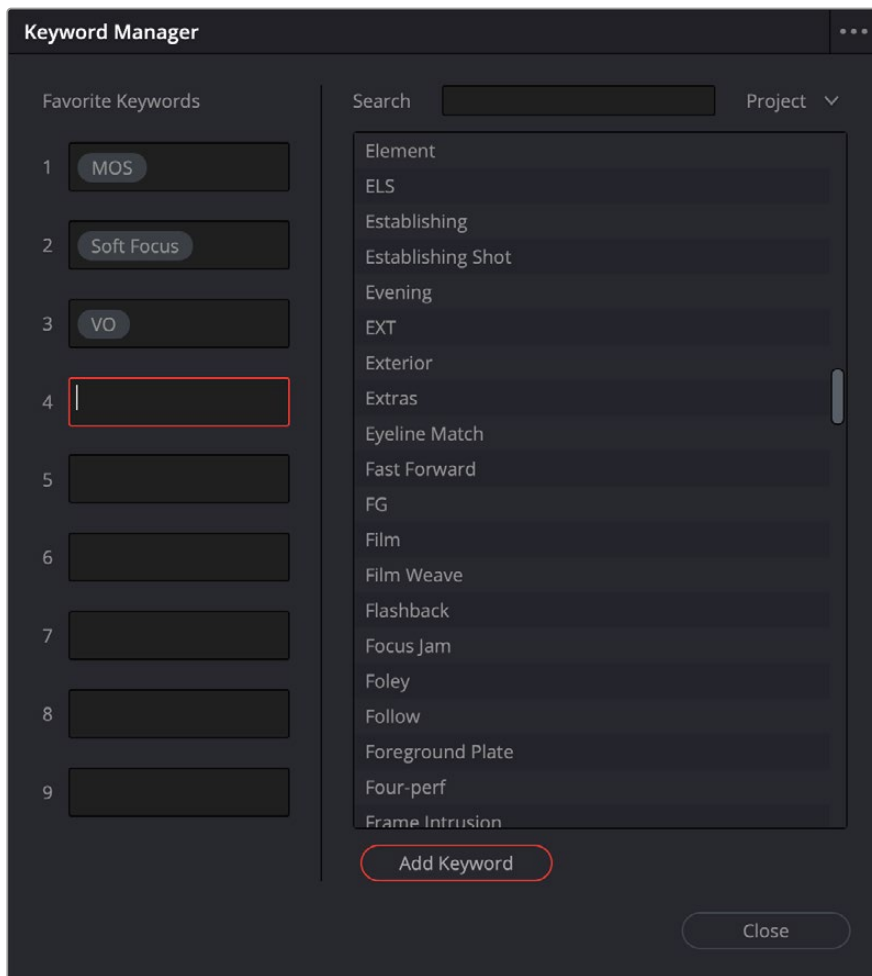 Keyword Manager
Favorite Keywords
1 MOS
2 Soft Focus
3 VO
4
5
6
7
8
9
Search
Project
Element
ELS
Establishing
Establishing Shot
Evening
EXT
Exterior
Extras
Eyeline Match
Fast Forward
FG
Film
Film Weave
Flashback
Focus Jam
Foley
Follow
Foreground Plate
Four-perf
Frame Intrusion
Add Keyword
Close